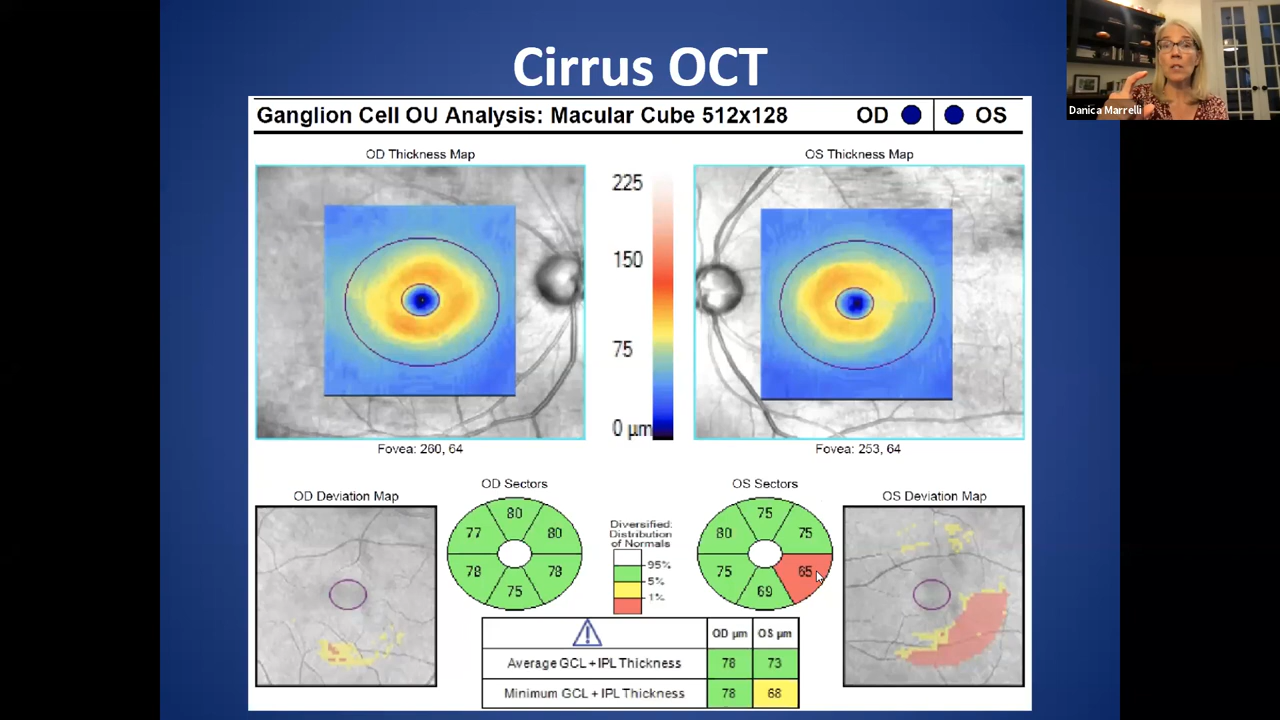 Cirrus OCT
Danica Marrelli
Ganglion Cell OU Analysis: Macular Cube 512x128
OD
OS
OD Thickness Map
OS Thickness Map
225
150
75
0 µm
Fovea: 260, 64
Fovea: 253, 64
OD Deviation Map
OD Sectors
OS Sectors
OS Deviation Map
80
77
80
78
78
75
Diversified:
Distribution
of Normals
95%
5%
1%
75
80
75
75
65
69
OD µm
OS µm
Average GCL + IPL Thickness
78
73
Minimum GCL + IPL Thickness
78
68